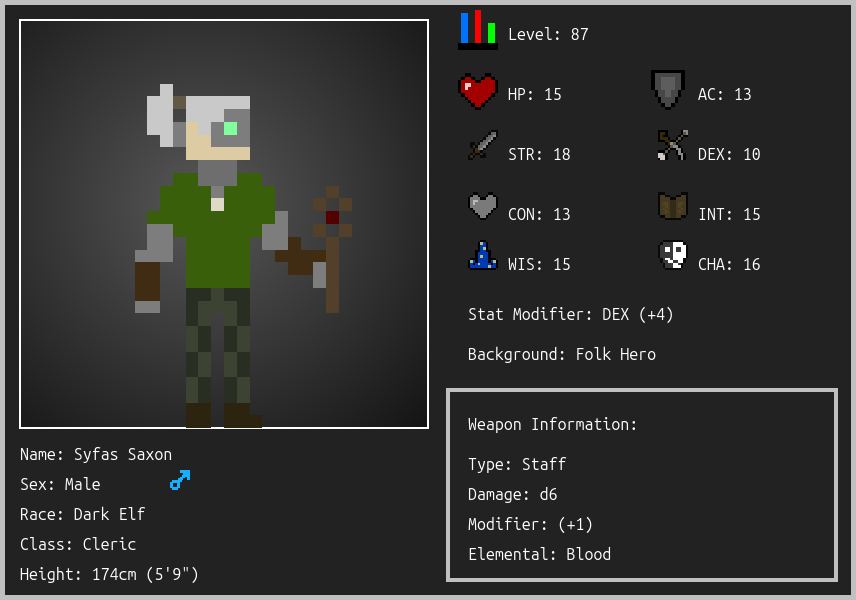 Level: 87
HP: 15
AC: 13
STR: 18
DEX: 10
CON: 13
INT: 15
WIS: 15
CHA: 16
Stat Modifier: DEX (+4)
Background: Folk Hero
Weapon Information:
Type: Staff
Damage: d6
Modifier: (+1)
Elemental: Blood
Name: Syfas Saxon
Sex: Male
Race: Dark Elf
Class: Cleric
Height: 174cm (5'9")